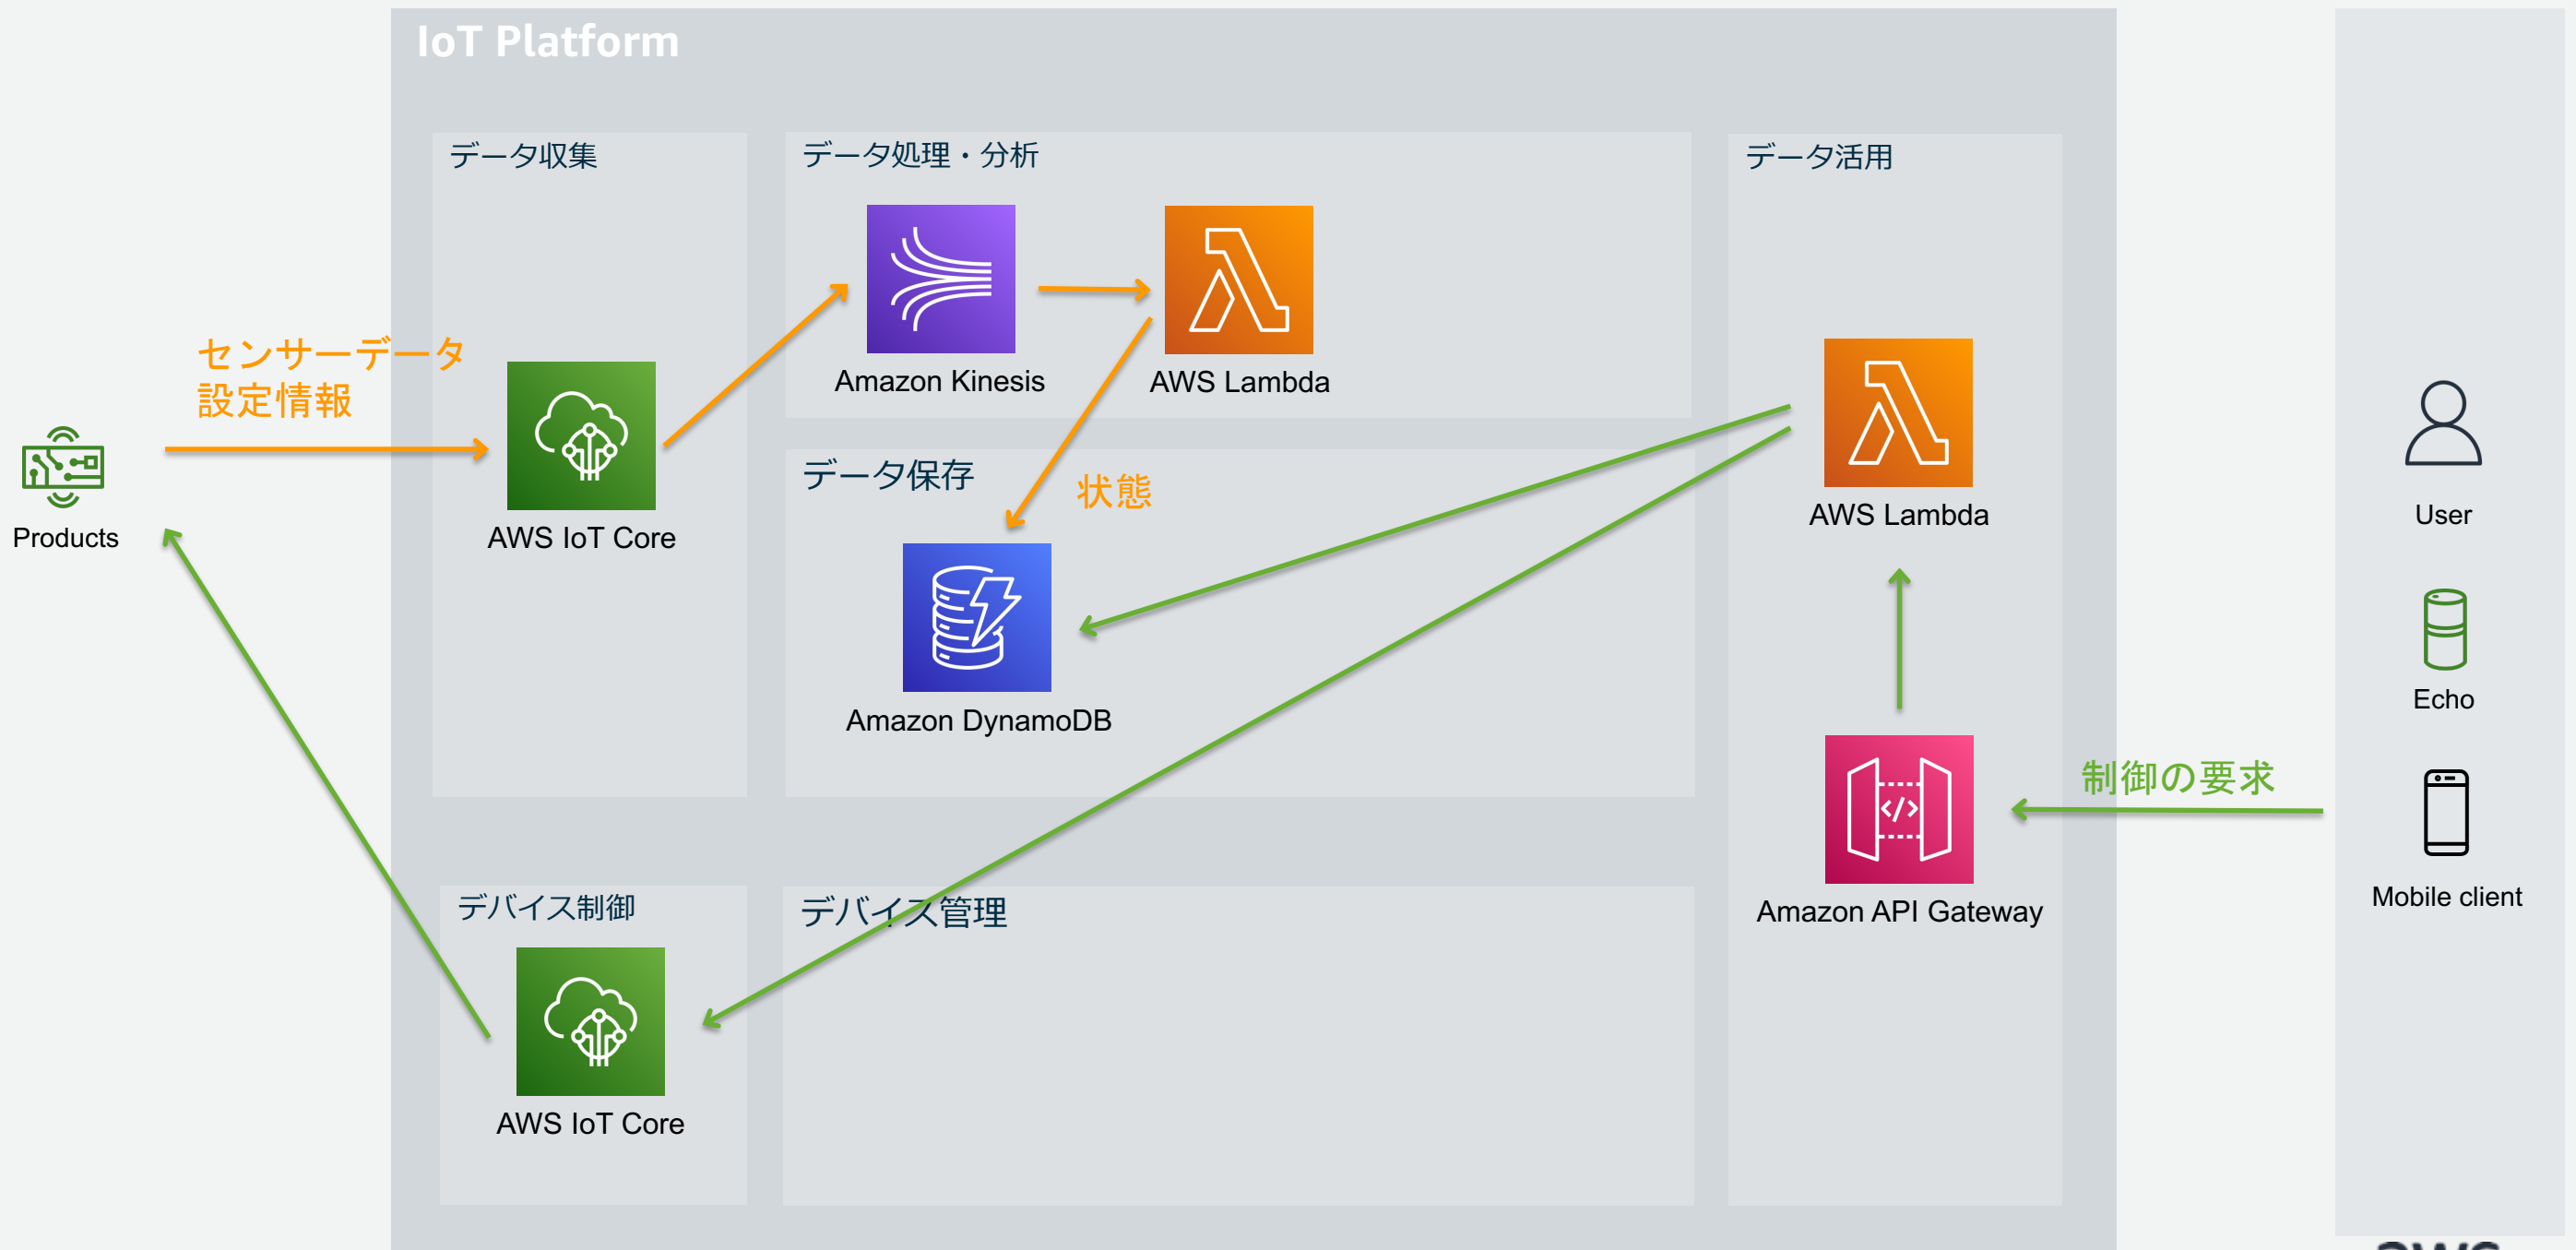 IoT Platform
データ収集
データ処理・分析
データ活用
Amazon Kinesis
AWS Lambda
センサーデータ
設定情報
Products
AWS IoT Core
データ保存
状態
Amazon DynamoDB
AWS Lambda
User
Echo
制御の要求
Amazon API Gateway
Mobile client
デバイス制御
デバイス管理
AWS IoT Core
aws